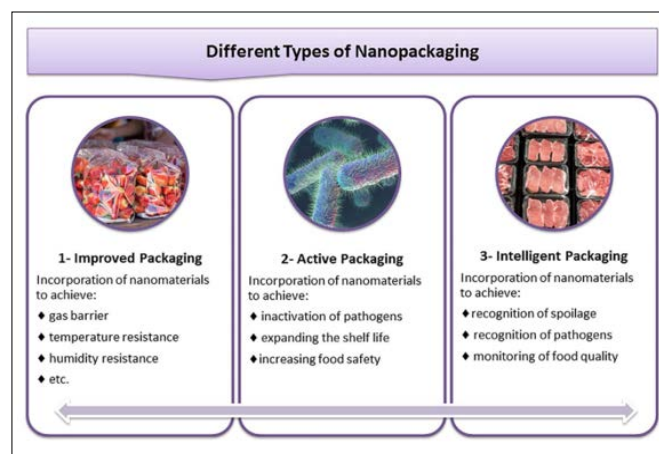 Different Types of Nanopackaging
1- Improved Packaging
Incorporation of nanomaterials
to achieve:
♦ gas barrier
♦ temperature resistance
♦ humidity resistance
♦ etc.
2- Active Packaging
Incorporation of nanomaterials
to achieve:
♦ inactivation of pathogens
♦ expanding the shelf life
♦increasing food safety
3- Intelligent Packaging
Incorporation of nanomaterials
to achieve:
♦recognition of spoilage
♦ recognition of pathogens
♦ monitoring of food quality